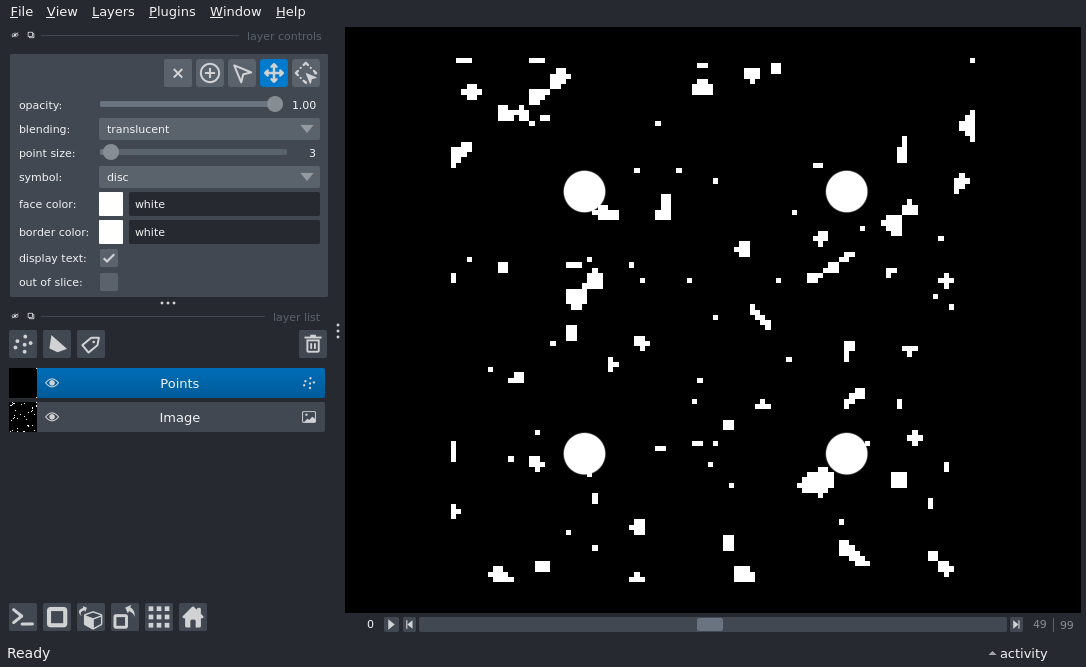 File View Layers Plugins Window Help
layer controls
opacity: 1.00
blending: translucent
point size: 3
symbol: disc
face color: white
border color: white
display text:
out of slice:
layer list
Points
Image
0 49 99
Ready activity